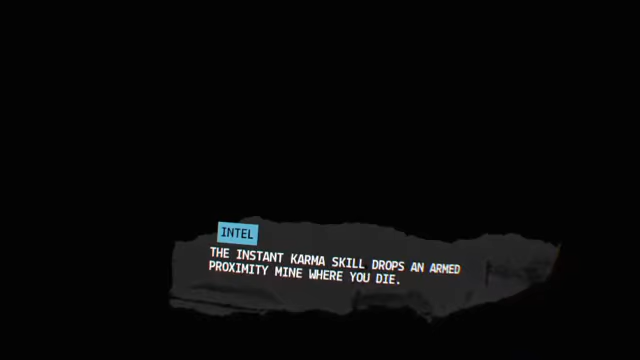 INTEL
THE INSTANT KARMA SKILL DROPS AN ARMED
PROXIMITY MINE WHERE YOU DIE.